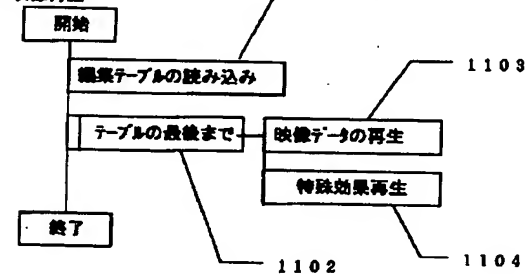 開始
編集テーブルの読み込み
1103
テーブルの最後まで
映像データの再生
特殊効果再生
終了
1102
1104